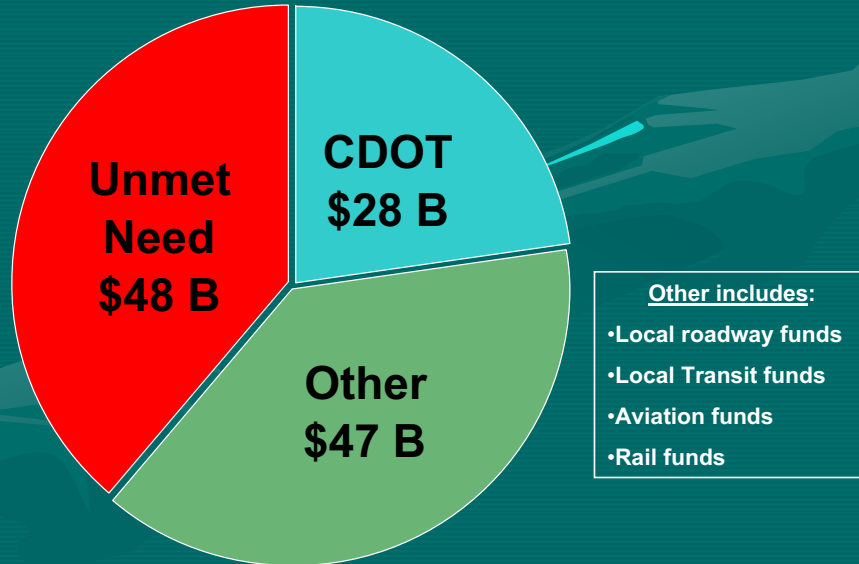 CDOT
$28 B
Unmet
Need
$48 B
Other
$47 B
Other includes:
•Local roadway funds
•Local Transit funds
•Aviation funds
•Rail funds